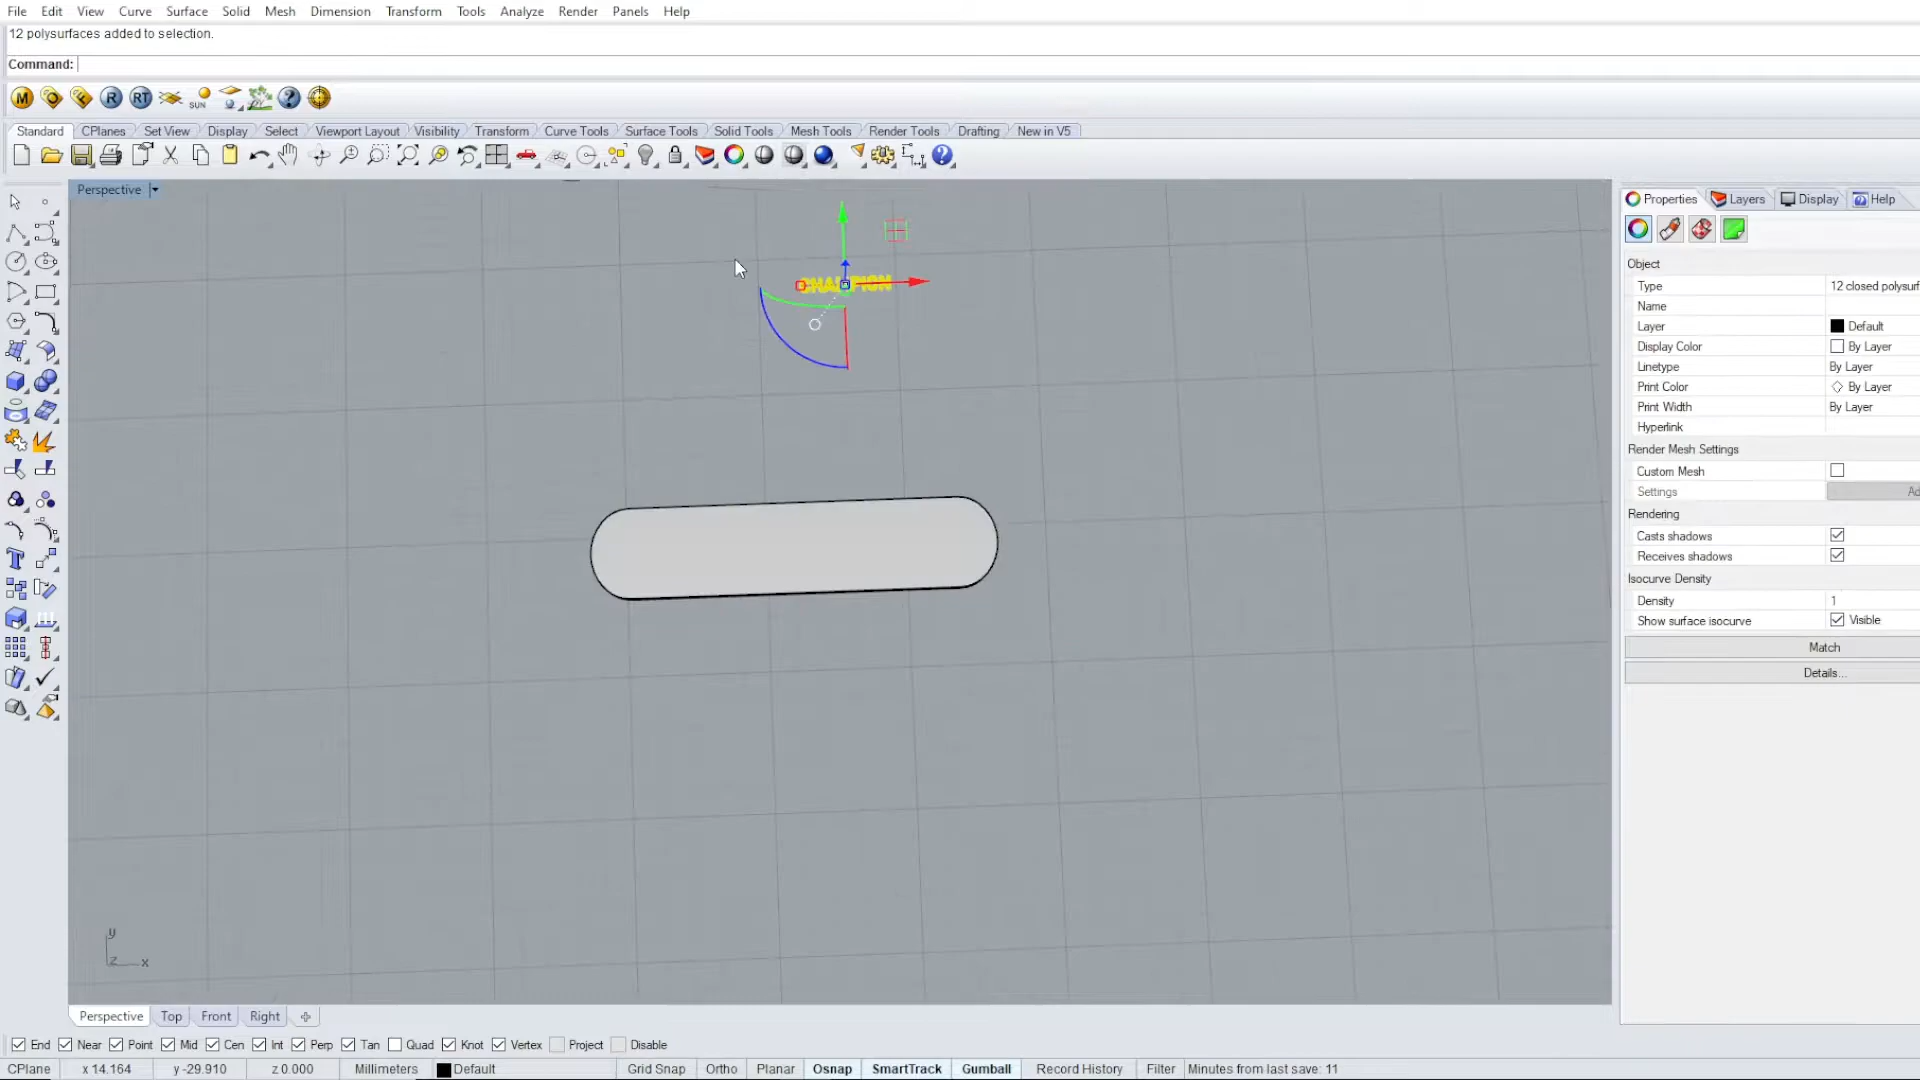 File Edit View Curve Surface Solid Mesh Dimension Transform Tools Analyze Render Panels Help
12 polysurfaces added to selection.
Command:
M R RT SUN
Standard CPlanes Set View Display Select Viewport Layout Visibility Transform Curve Tools Surface Tools Solid Tools Mesh Tools Render Tools Drafting New in V5
Perspective
Properties Layers Display Help
CHAMPION
Object
Type 12 closed polysurf
Name
Layer Default
Display Color By Layer
Linetype By Layer
Print Color By Layer
Print Width By Layer
Hyperlink
Render Mesh Settings
Custom Mesh
Settings Ad
Rendering
Casts shadows
Receives shadows
Isocurve Density
Density 1
Show surface isocurve Visible
Match
Details...
y
z x
Perspective Top Front Right
End Near Point Mid Cen Int Perp Tan Quad Knot Vertex Project Disable
CPlane x 14.164 y -29.910 z 0.000 Millimeters Default Grid Snap Ortho Planar Osnap SmartTrack Gumball Record History Filter Minutes from last save: 11